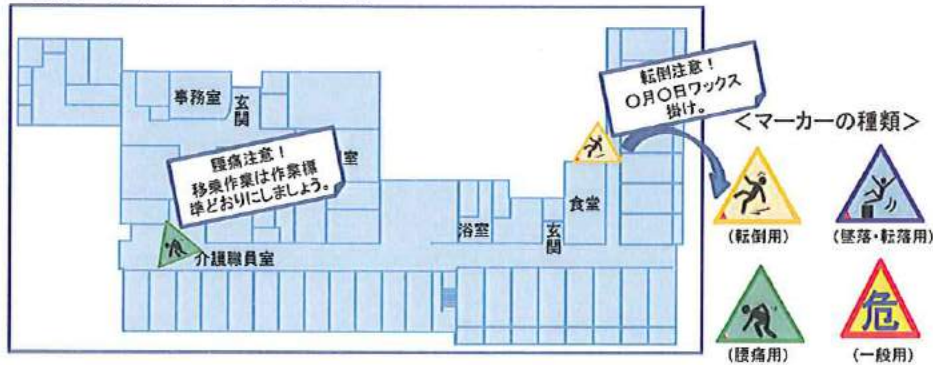 転倒注意！
〇月〇日ワックス
掛け。
<マーカーの種類>
事務室
玄関
腰痛注意！
移乗作業は作業標
準どおりにしましょう。
室
食堂
浴室
玄関
介護職員室
(転倒用)
(墜落・転落用)
危
(腰痛用)
(一般用)